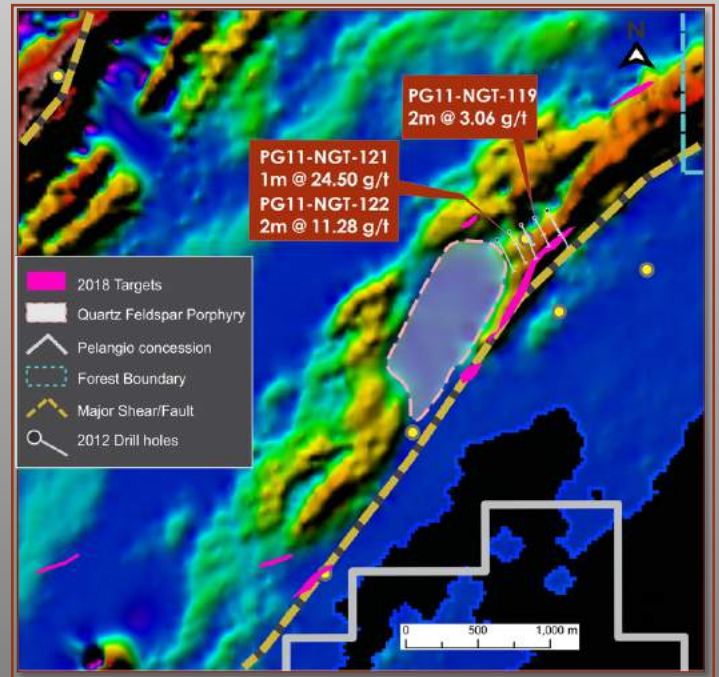 N
PG11-NGT-119
2m @ 3.06 g/t
PG11-NGT-121
1m @ 24.50 g/t
PG11-NGT-122
2m @ 11.28 g/t
2018 Targets
Quartz Feldspar Porphyry
Pelangio concession
Forest Boundary
Major Shear/Fault
2012 Drill holes
0 500 1,000 m